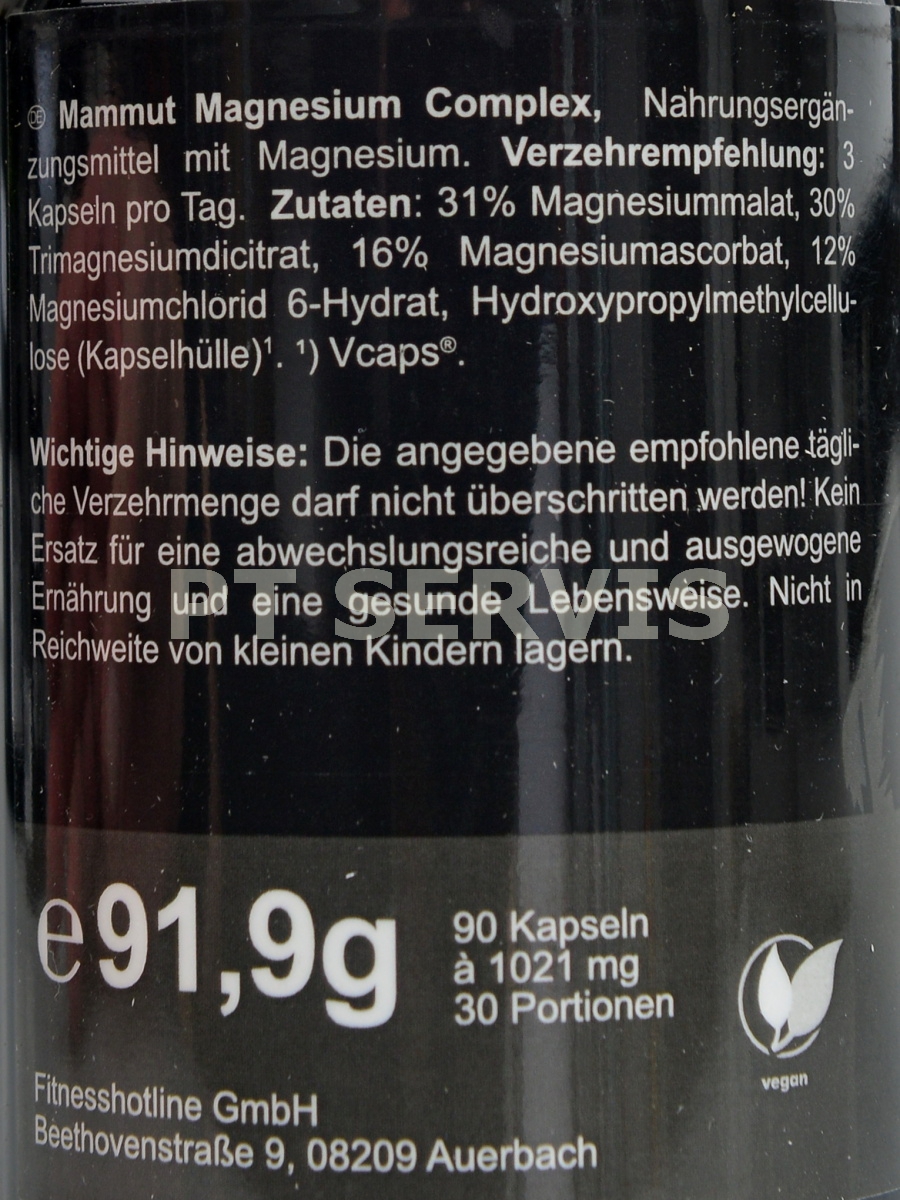 DE Mammut Magnesium Complex, Nahrungsergän-
zungsmittel mit Magnesium. Verzehrempfehlung: 3
Kapseln pro Tag. Zutaten: 31% Magnesiummalat, 30%
Trimagnesiumdicitrat, 16% Magnesiumascorbat, 12%
Magnesiumchlorid 6-Hydrat, Hydroxypropylmethylcellu-
lose (Kapselhülle)¹. ¹) Vcaps®.
Wichtige Hinweise: Die angegebene empfohlene tägli-
che Verzehrmenge darf nicht überschritten werden! Kein
Ersatz für eine abwechslungsreiche und ausgewogene
Ernährung und eine gesunde Lebensweise. Nicht in
Reichweite von kleinen Kindern lagern.
PT SERVIS
e91,9g
90 Kapseln
à 1021 mg
30 Portionen
vegan
Fitnesshotline GmbH
Beethovenstraße 9, 08209 Auerbach